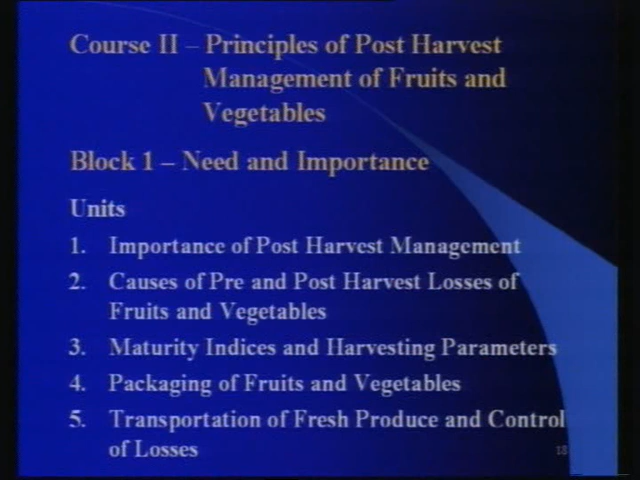 Course II – Principles of Post Harvest
Management of Fruits and
Vegetables
Block 1 – Need and Importance
Units
1. Importance of Post Harvest Management
2. Causes of Pre and Post Harvest Losses of
Fruits and Vegetables
3. Maturity Indices and Harvesting Parameters
4. Packaging of Fruits and Vegetables
5. Transportation of Fresh Produce and Control
of Losses
18